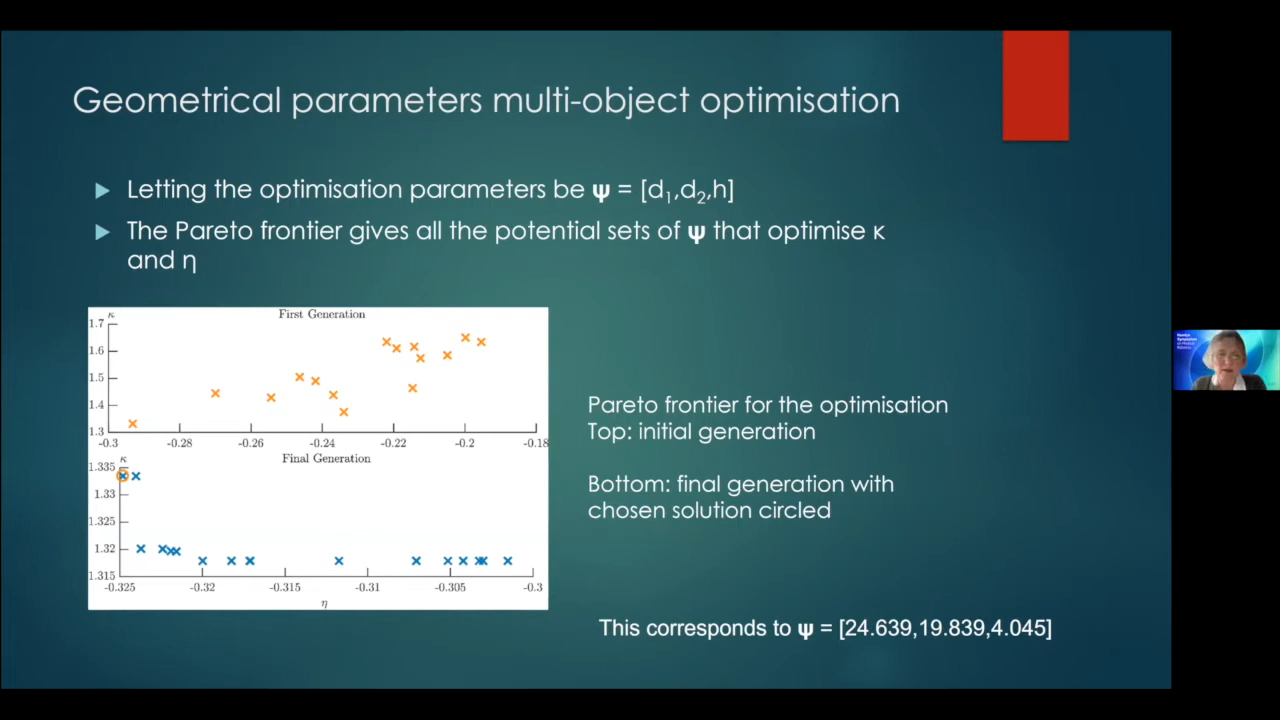 Geometrical parameters multi-object optimisation
Letting the optimisation parameters be ψ = [d₁,d₂,h]
The Pareto frontier gives all the potential sets of ψ that optimise κ
and η
First Generation
κ
1.7
1.6
1.5
1.4
1.3
-0.3 -0.28 -0.26 -0.24 -0.22 -0.2 -0.18
Final Generation
κ
1.335
1.33
1.325
1.32
1.315
-0.325 -0.32 -0.315 -0.31 -0.305 -0.3
η
Pareto frontier for the optimisation
Top: initial generation
Bottom: final generation with
chosen solution circled
This corresponds to ψ = [24.639,19.839,4.045]
Hamlyn
Symposium
on Medical
Robotics